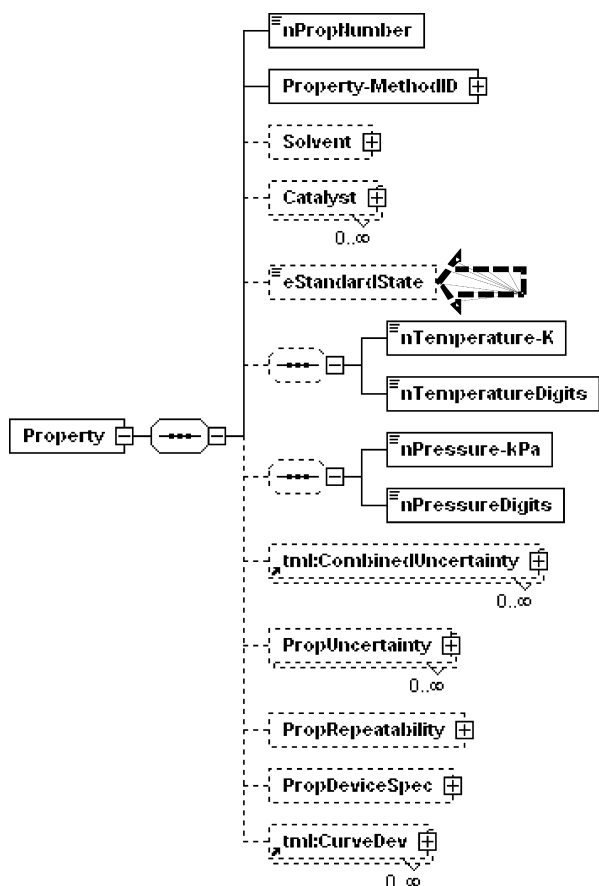 nPropNumber
Property-MethodID
Solvent
Catalyst
0..∞
eStandardState
nTemperature-K
nTemperatureDigits
Property
nPressure-kPa
nPressureDigits
tml:CombinedUncertainty
0..∞
PropUncertainty
0..∞
PropRepeatability
PropDeviceSpec
tml:CurveDev
0..∞